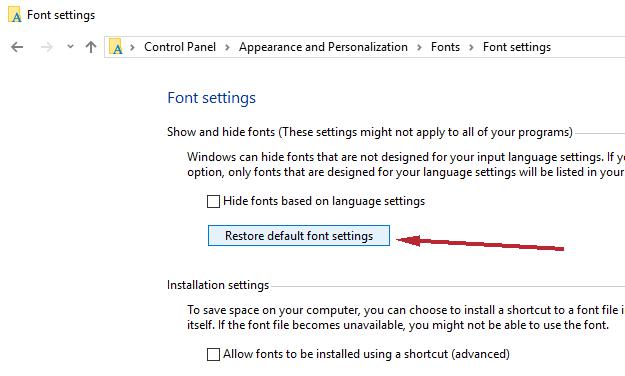 Font settings
Control Panel > Appearance and Personalization > Fonts > Font settings
Font settings
Show and hide fonts (These settings might not apply to all of your programs)
Windows can hide fonts that are not designed for your input language settings. If
option, only fonts that are designed for your language settings will be listed in your
Hide fonts based on language settings
Restore default font settings
Installation settings
To save space on your computer, you can choose to install a shortcut to a font file
itself. If the font file becomes unavailable, you might not be able to use the font.
Allow fonts to be installed using a shortcut (advanced)